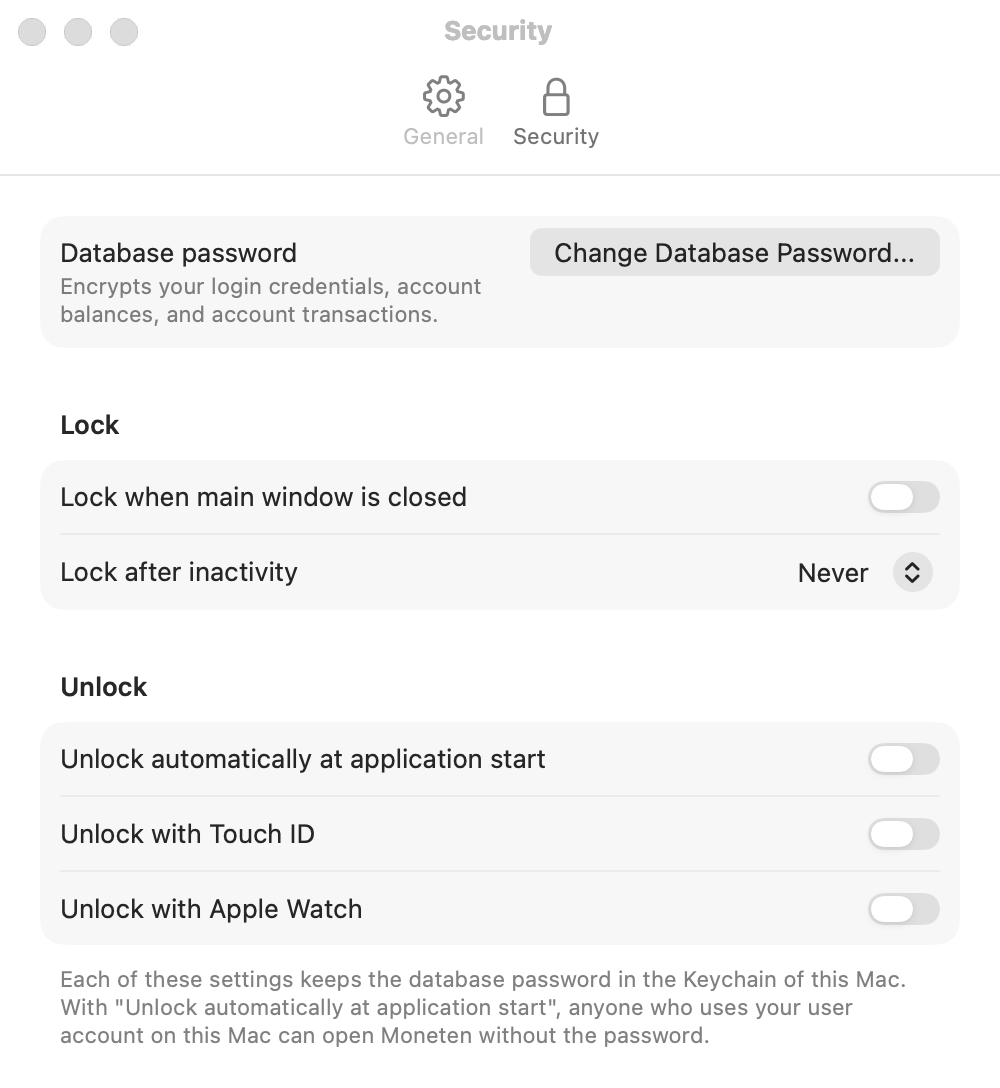 Security
General
Security
Database password
Change Database Password...
Encrypts your login credentials, account
balances, and account transactions.
Lock
Lock when main window is closed
Lock after inactivity
Never
Unlock
Unlock automatically at application start
Unlock with Touch ID
Unlock with Apple Watch
Each of these settings keeps the database password in the Keychain of this Mac.
With "Unlock automatically at application start", anyone who uses your user
account on this Mac can open Moneten without the password.